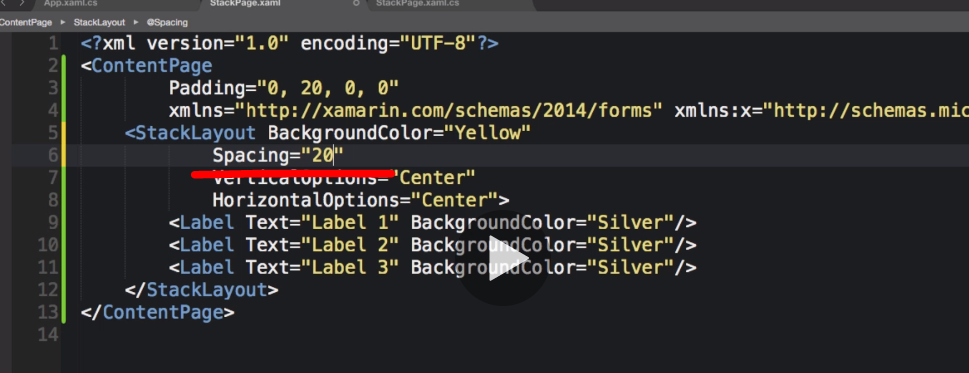 App.xaml.cs StackPage.xaml StackPage.xaml.cs
ContentPage StackLayout @Spacing
1 <?xml version="1.0" encoding="UTF-8"?>
2 <ContentPage
3 Padding="0, 20, 0, 0"
4 xmlns="http://xamarin.com/schemas/2014/forms" xmlns:x="http://schemas.mic
5 <StackLayout BackgroundColor="Yellow"
6 Spacing="20"
7 VerticalOptions="Center"
8 HorizontalOptions="Center">
9 <Label Text="Label 1" BackgroundColor="Silver"/>
10 <Label Text="Label 2" BackgroundColor="Silver"/>
11 <Label Text="Label 3" BackgroundColor="Silver"/>
12 </StackLayout>
13 </ContentPage>
14